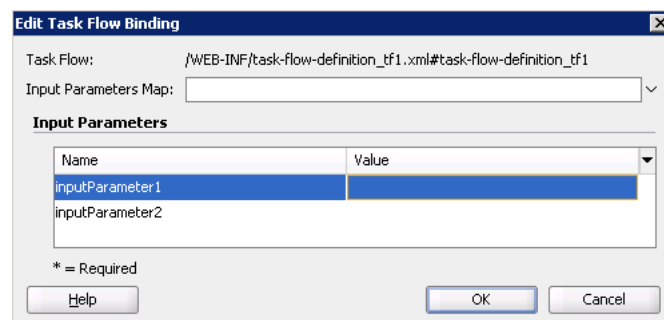 Edit Task Flow Binding
Task Flow: /WEB-INF/task-flow-definition_tf1.xml#task-flow-definition_tf1
Input Parameters Map:
Input Parameters
Name Value
inputParameter1
inputParameter2
* = Required
Help OK Cancel